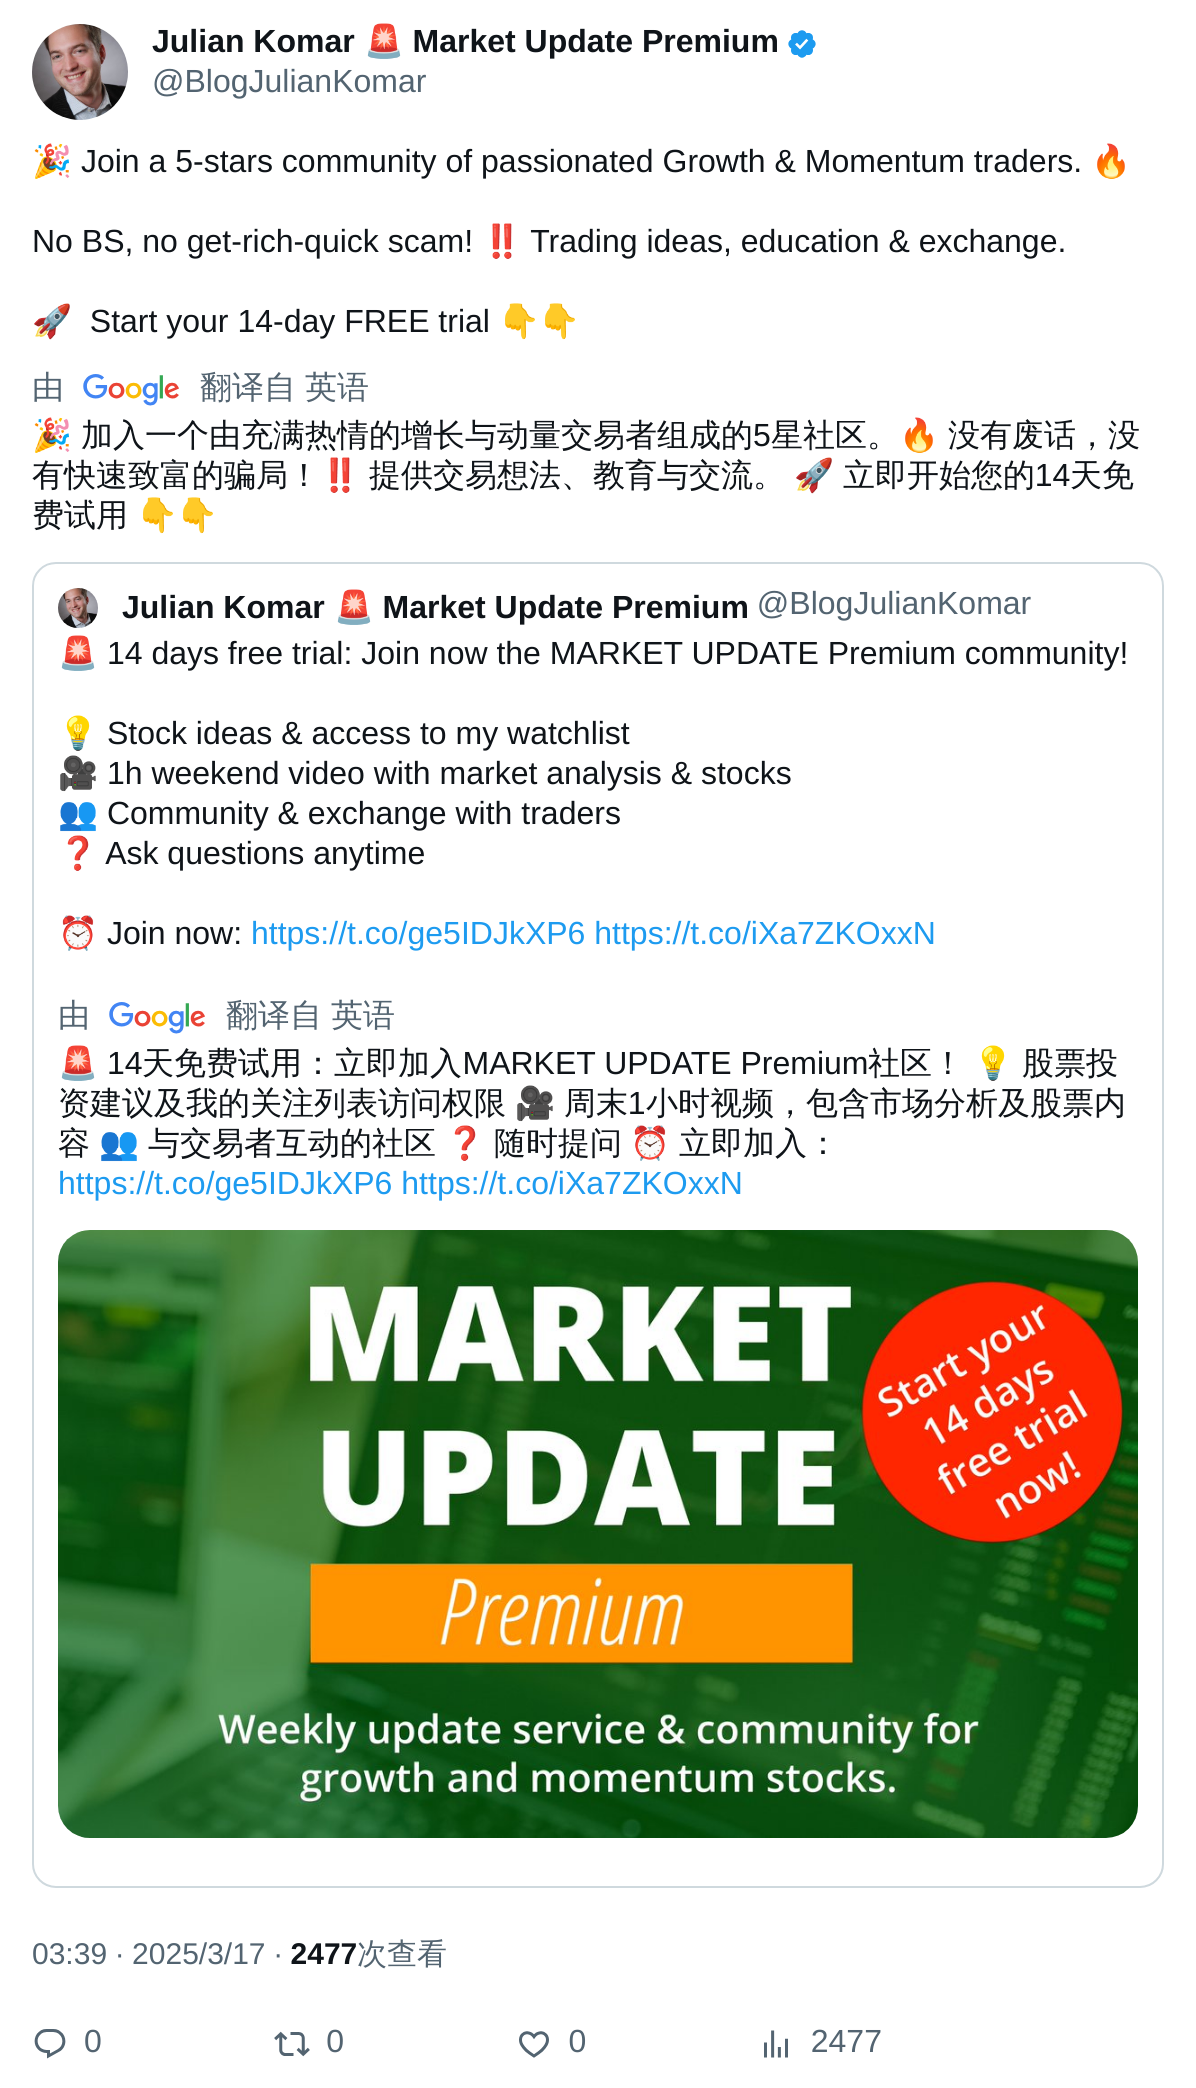 Julian Komar 🚨 Market Update Premium
@BlogJulianKomar
🎉 Join a 5-stars community of passionated Growth & Momentum traders. 🔥
No BS, no get-rich-quick scam! ‼️ Trading ideas, education & exchange.
🚀 Start your 14-day FREE trial 👇👇
由 Google 翻译自 英语
🎉 加入一个由充满热情的增长与动量交易者组成的5星社区。🔥 没有废话，没
有快速致富的骗局！‼️ 提供交易想法、教育与交流。 🚀 立即开始您的14天免
费试用 👇👇
Julian Komar 🚨 Market Update Premium @BlogJulianKomar
🚨 14 days free trial: Join now the MARKET UPDATE Premium community!
💡 Stock ideas & access to my watchlist
🎥 1h weekend video with market analysis & stocks
👥 Community & exchange with traders
❓ Ask questions anytime
⏰ Join now: https://t.co/ge5IDJkXP6 https://t.co/iXa7ZKOxxN
由 Google 翻译自 英语
🚨 14天免费试用：立即加入MARKET UPDATE Premium社区！ 💡 股票投
资建议及我的关注列表访问权限 🎥 周末1小时视频，包含市场分析及股票内
容 👥 与交易者互动的社区 ❓ 随时提问 ⏰ 立即加入：
https://t.co/ge5IDJkXP6 https://t.co/iXa7ZKOxxN
MARKET
UPDATE
Premium
Start your
14 days
free trial
now!
Weekly update service & community for
growth and momentum stocks.
03:39 · 2025/3/17 · 2477次查看
0 0 0 2477